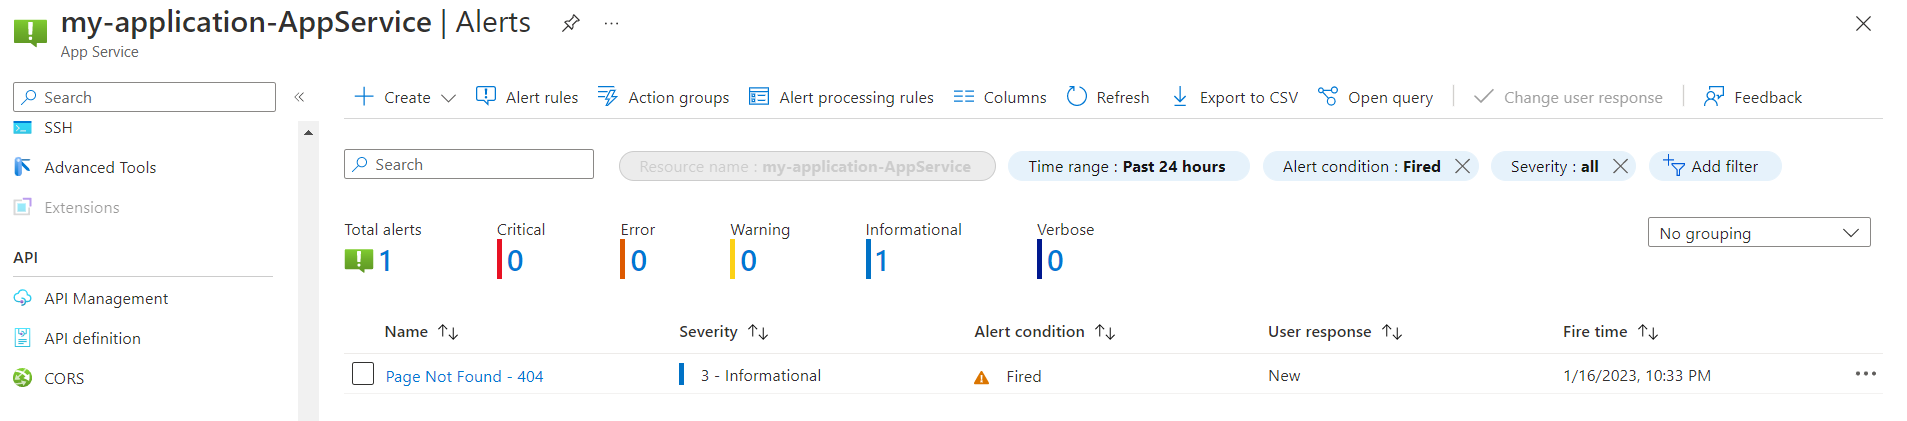 my-application-AppService | Alerts
App Service
Search
SSH
Advanced Tools
Extensions
API
API Management
API definition
CORS
Create Alert rules Action groups Alert processing rules Columns Refresh Export to CSV Open query Change user response Feedback
Search Resource name : my-application-AppService Time range : Past 24 hours Alert condition : Fired Severity : all Add filter
Total alerts Critical Error Warning Informational Verbose
1 0 0 0 1 0
No grouping
Name Severity Alert condition User response Fire time
Page Not Found - 404 3 - Informational Fired New 1/16/2023, 10:33 PM